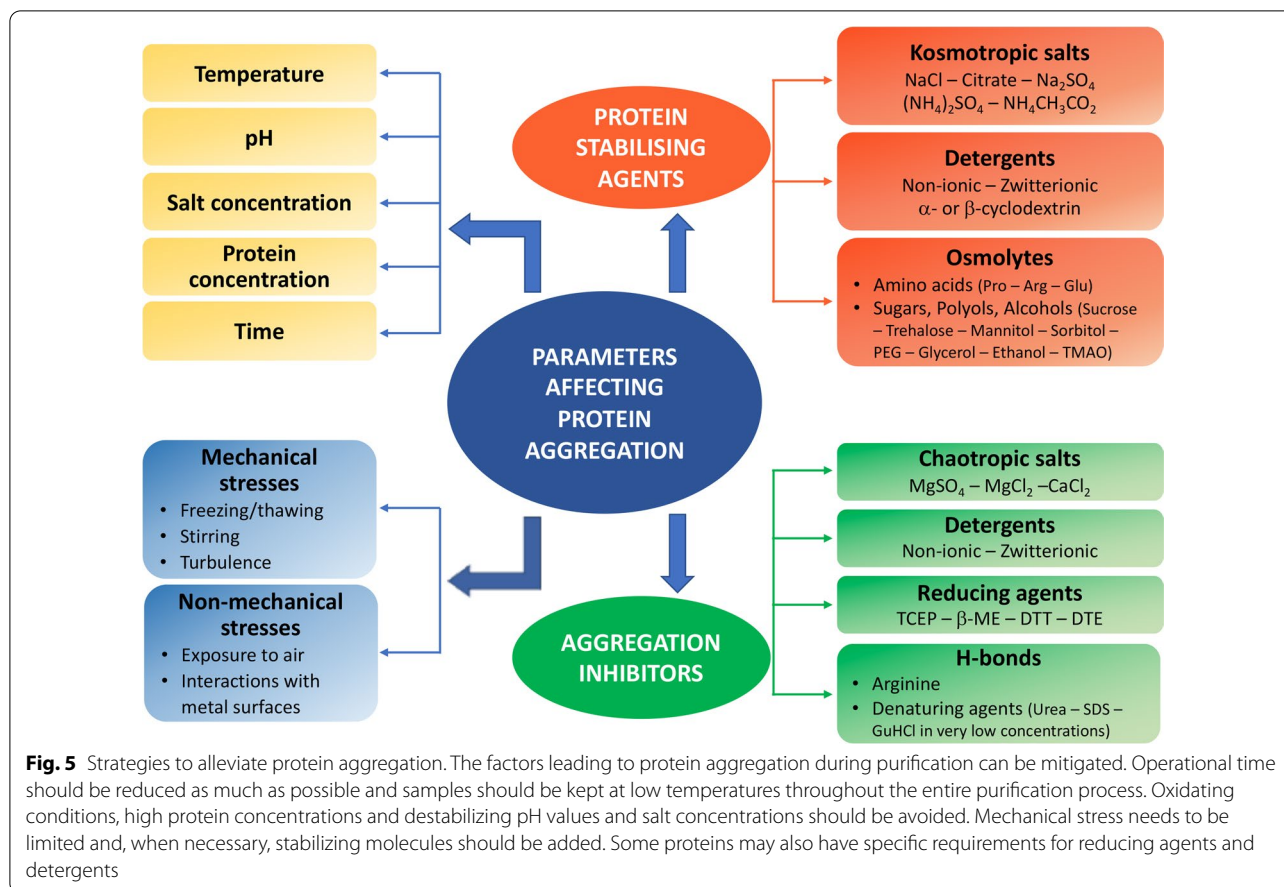 Temperature
pH
Salt concentration
Protein
concentration
Time
Mechanical
stresses
• Freezing/thawing
• Stirring
• Turbulence
Non-mechanical
stresses
• Exposure to air
• Interactions with
metal surfaces
PROTEIN
STABILISING
AGENTS
PARAMETERS
AFFECTING
PROTEIN
AGGREGATION
AGGREGATION
INHIBITORS
Kosmotropic salts
NaCl – Citrate – Na₂SO₄
(NH₄)₂SO₄ – NH₄CH₃CO₂
Detergents
Non-ionic – Zwitterionic
α- or β-cyclodextrin
Osmolytes
• Amino acids (Pro – Arg – Glu)
• Sugars, Polyols, Alcohols (Sucrose
– Trehalose – Mannitol – Sorbitol –
PEG – Glycerol – Ethanol – TMAO)
Chaotropic salts
MgSO₄ – MgCl₂ –CaCl₂
Detergents
Non-ionic – Zwitterionic
Reducing agents
TCEP – β-ME – DTT – DTE
H-bonds
• Arginine
• Denaturing agents (Urea – SDS –
GuHCl in very low concentrations)
Fig. 5 Strategies to alleviate protein aggregation. The factors leading to protein aggregation during purification can be mitigated. Operational time
should be reduced as much as possible and samples should be kept at low temperatures throughout the entire purification process. Oxidating
conditions, high protein concentrations and destabilizing pH values and salt concentrations should be avoided. Mechanical stress needs to be
limited and, when necessary, stabilizing molecules should be added. Some proteins may also have specific requirements for reducing agents and
detergents